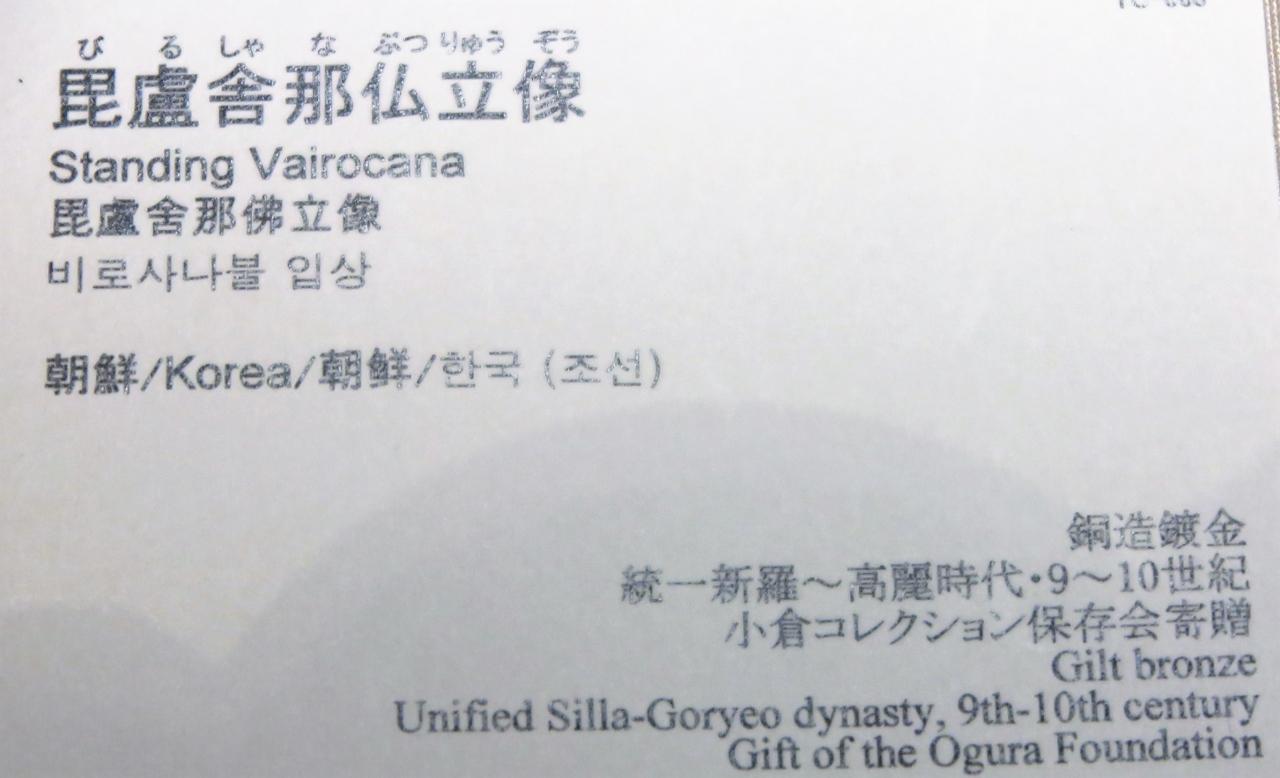 びるしゃなぶつりゅうぞう
毘盧舎那仏立像
Standing Vairocana
毘盧舍那佛立像
비로사나불 입상
朝鮮/Korea/朝鲜/한국 (조선)
銅造鍍金
統一新羅～高麗時代・9～10世紀
小倉コレクション保存会寄贈
Gilt bronze
Unified Silla-Goryeo dynasty, 9th-10th century
Gift of the Ogura Foundation